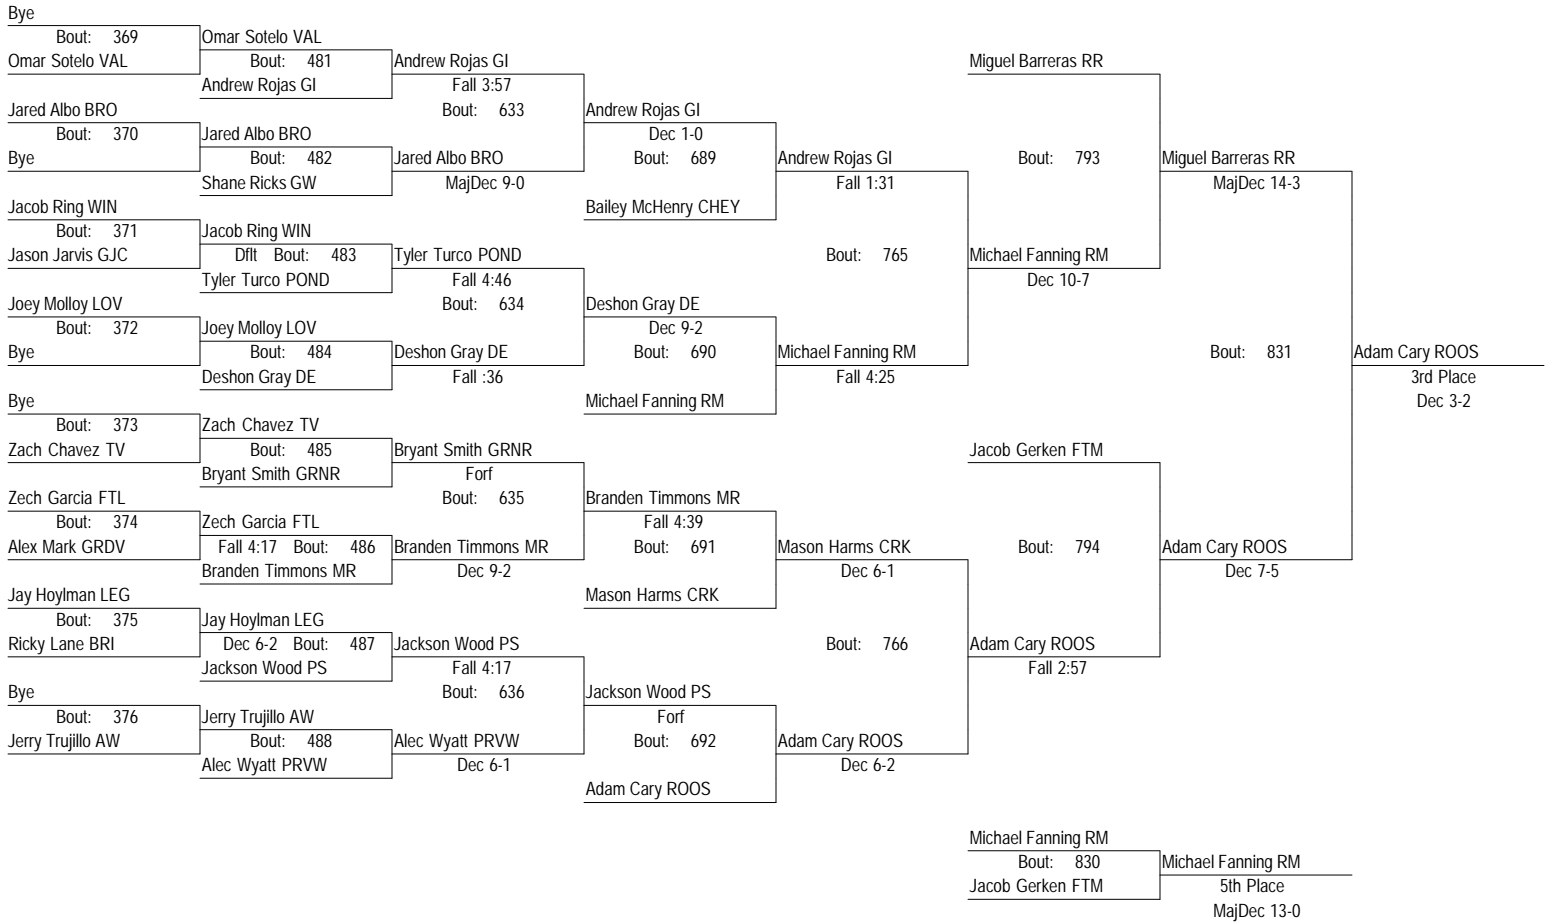 Bye
Bout: 369
Omar Sotelo VAL
Omar Sotelo VAL
Bout: 481
Andrew Rojas GI
Andrew Rojas GI
Fall 3:57
Bout: 633
Miguel Barreras RR
Jared Albo BRO
Bout: 370
Bye
Jared Albo BRO
Bout: 482
Shane Ricks GW
Jared Albo BRO
MajDec 9-0
Andrew Rojas GI
Dec 1-0
Bout: 689
Bailey McHenry CHEY
Andrew Rojas GI
Fall 1:31
Bout: 793
Miguel Barreras RR
MajDec 14-3
Jacob Ring WIN
Bout: 371
Jason Jarvis GJC
Jacob Ring WIN
Dflt Bout: 483
Tyler Turco POND
Tyler Turco POND
Fall 4:46
Bout: 634
Bout: 765
Michael Fanning RM
Dec 10-7
Joey Molloy LOV
Bout: 372
Bye
Joey Molloy LOV
Bout: 484
Deshon Gray DE
Deshon Gray DE
Fall :36
Deshon Gray DE
Dec 9-2
Bout: 690
Michael Fanning RM
Michael Fanning RM
Fall 4:25
Bout: 831
Adam Cary ROOS
3rd Place
Dec 3-2
Bye
Bout: 373
Zach Chavez TV
Zach Chavez TV
Bout: 485
Bryant Smith GRNR
Bryant Smith GRNR
Forf
Bout: 635
Jacob Gerken FTM
Zech Garcia FTL
Bout: 374
Alex Mark GRDV
Zech Garcia FTL
Fall 4:17 Bout: 486
Branden Timmons MR
Branden Timmons MR
Dec 9-2
Branden Timmons MR
Fall 4:39
Bout: 691
Mason Harms CRK
Mason Harms CRK
Dec 6-1
Bout: 794
Adam Cary ROOS
Dec 7-5
Jay Hoylman LEG
Bout: 375
Ricky Lane BRI
Jay Hoylman LEG
Dec 6-2 Bout: 487
Jackson Wood PS
Jackson Wood PS
Fall 4:17
Bout: 636
Bout: 766
Adam Cary ROOS
Fall 2:57
Bye
Bout: 376
Jerry Trujillo AW
Jerry Trujillo AW
Bout: 488
Alec Wyatt PRVW
Alec Wyatt PRVW
Dec 6-1
Jackson Wood PS
Forf
Bout: 692
Adam Cary ROOS
Adam Cary ROOS
Dec 6-2
Michael Fanning RM
Bout: 830
Jacob Gerken FTM
Michael Fanning RM
5th Place
MajDec 13-0